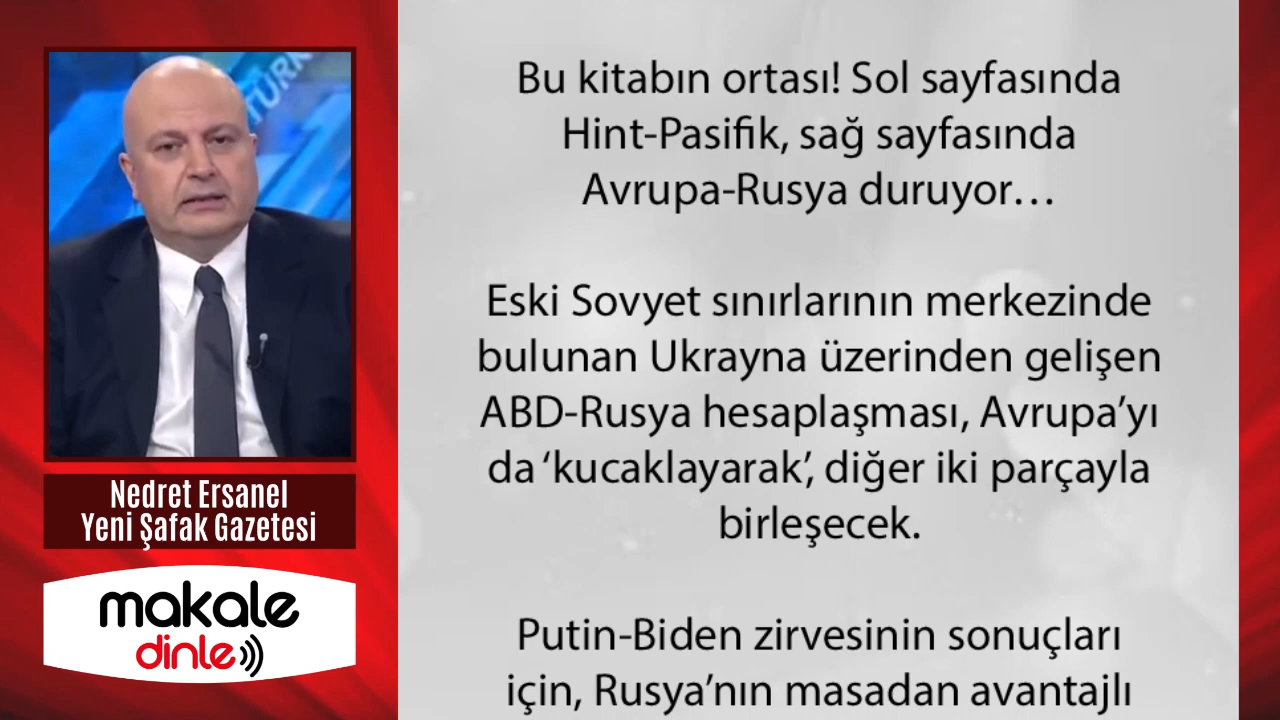 TÜRK
Nedret Ersanel
Yeni Şafak Gazetesi
makale
dinle
Bu kitabın ortası! Sol sayfasında
Hint-Pasifik, sağ sayfasında
Avrupa-Rusya duruyor…
Eski Sovyet sınırlarının merkezinde
bulunan Ukrayna üzerinden gelişen
ABD-Rusya hesaplaşması, Avrupa’yı
da ‘kucaklayarak’, diğer iki parçayla
birleşecek.
Putin-Biden zirvesinin sonuçları
için, Rusya’nın masadan avantajlı